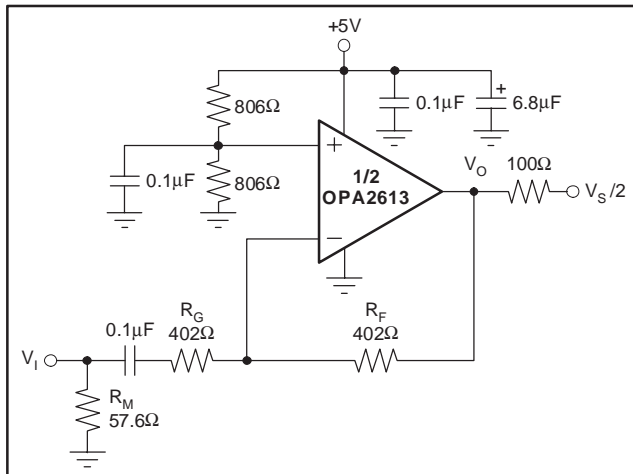 +5V
806Ω
0.1μF
+
6.8μF
+
1/2
OPA2613
−
0.1μF
806Ω
V_O
100Ω
V_S/2
R_G
402Ω
R_F
402Ω
0.1μF
V_I
R_M
57.6Ω